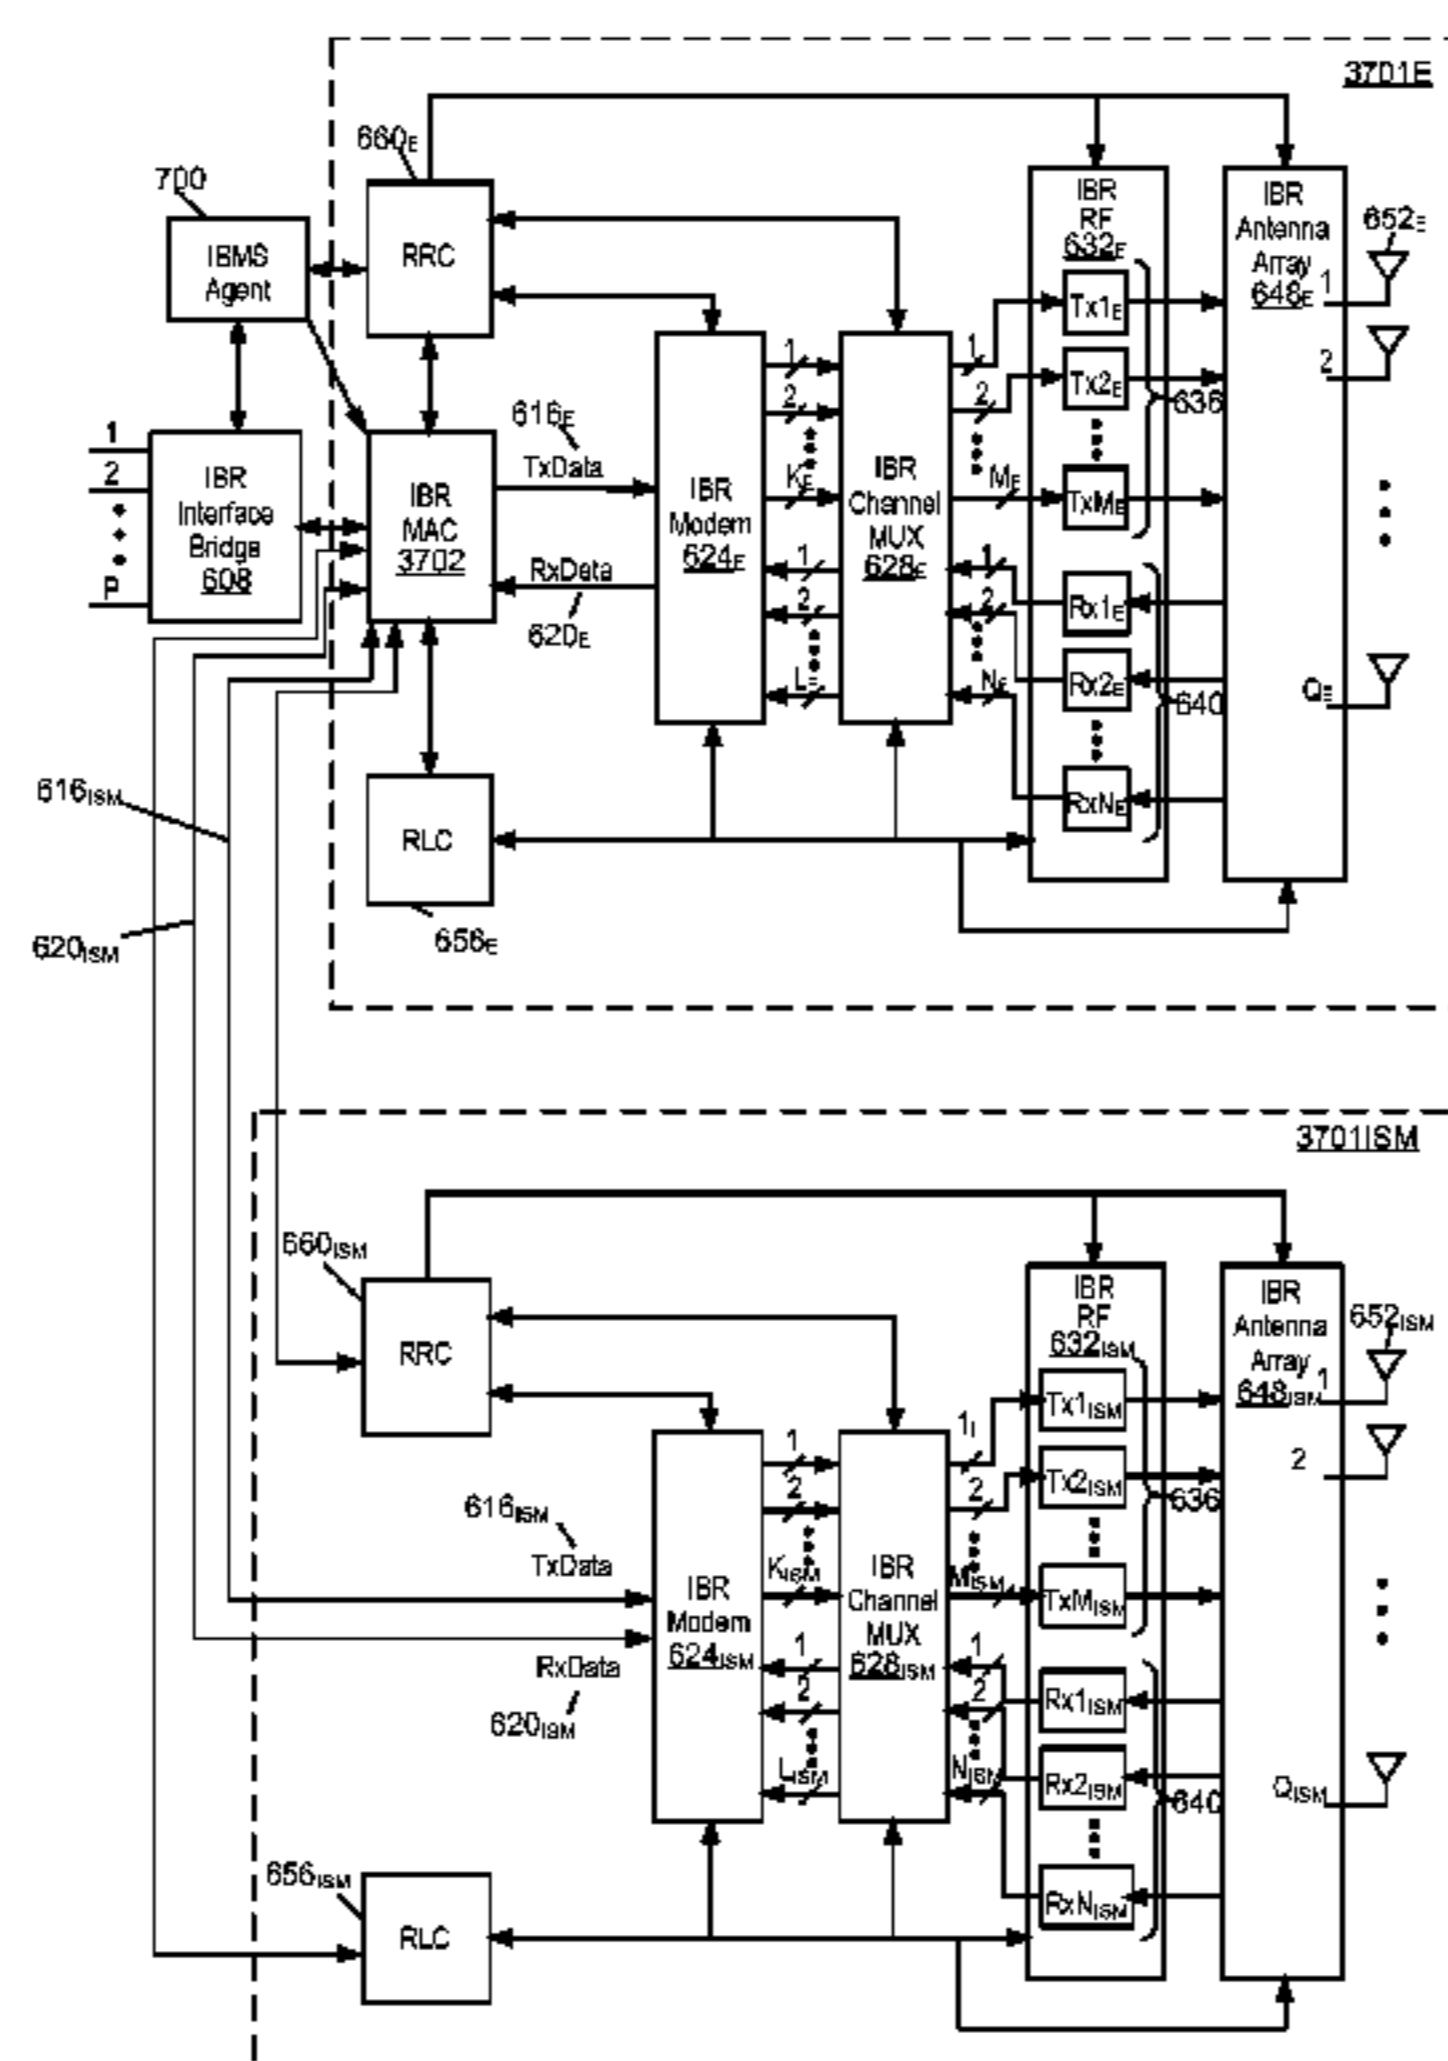 3701E
660E
700
IBMS
Agent
RRC
IBR
RF
632E
IBR
Antenna
Array
648E
652E
1
2
QE
Tx1E
Tx2E
TxME
636
Rx1E
Rx2E
RxNE
640
1
2
P
IBR
Interface
Bridge
608
IBR
MAC
3702
616E
TxData
RxData
620E
IBR
Modem
624E
1
2
KE
1
2
LE
IBR
Channel
MUX
628E
1
2
ME
1
2
NE
RLC
656E
616ISM
620ISM
3701ISM
660ISM
RRC
IBR
RF
632ISM
IBR
Antenna
Array
648ISM
652ISM
1
2
QISM
Tx1ISM
Tx2ISM
TxMISM
636
Rx1ISM
Rx2ISM
RxNISM
640
616ISM
TxData
RxData
620ISM
IBR
Modem
624ISM
1
2
KISM
1
2
LISM
IBR
Channel
MUX
628ISM
1I
2
MISM
1
2
NISM
656ISM
RLC